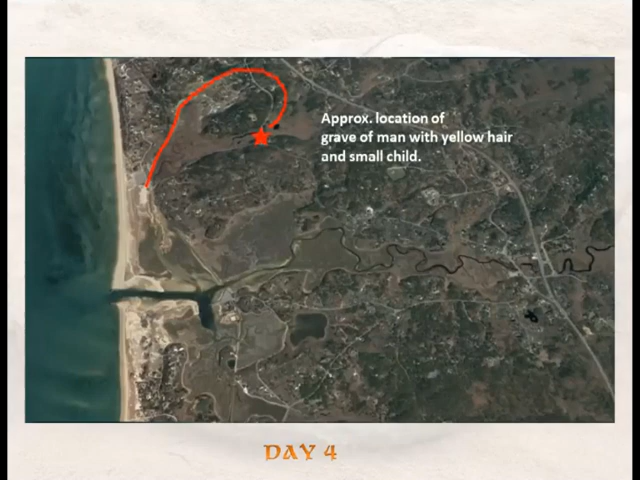 Approx. location of
grave of man with yellow hair
and small child.
DAY 4